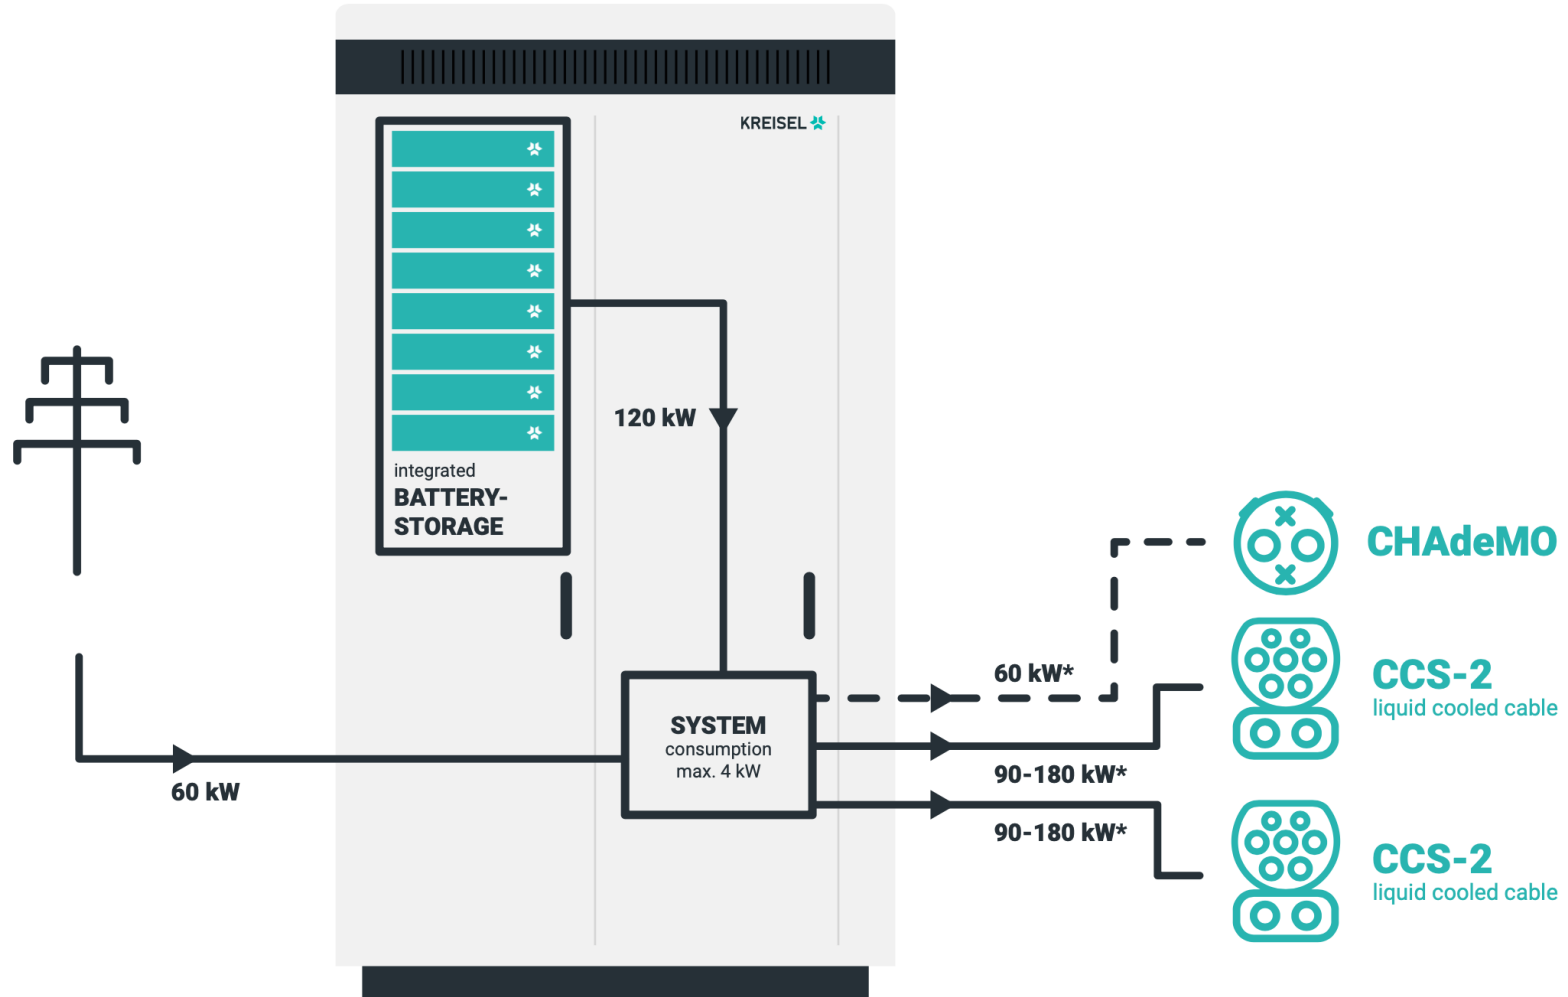 KREISEL
120 kW
integrated
BATTERY-
STORAGE
60 kW
SYSTEM
consumption
max. 4 kW
60 kW*
90-180 kW*
90-180 kW*
CHAdeMO
CCS-2
liquid cooled cable
CCS-2
liquid cooled cable